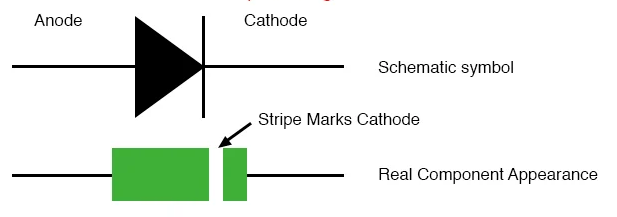 Anode
Cathode
Schematic symbol
Stripe Marks Cathode
Real Component Appearance